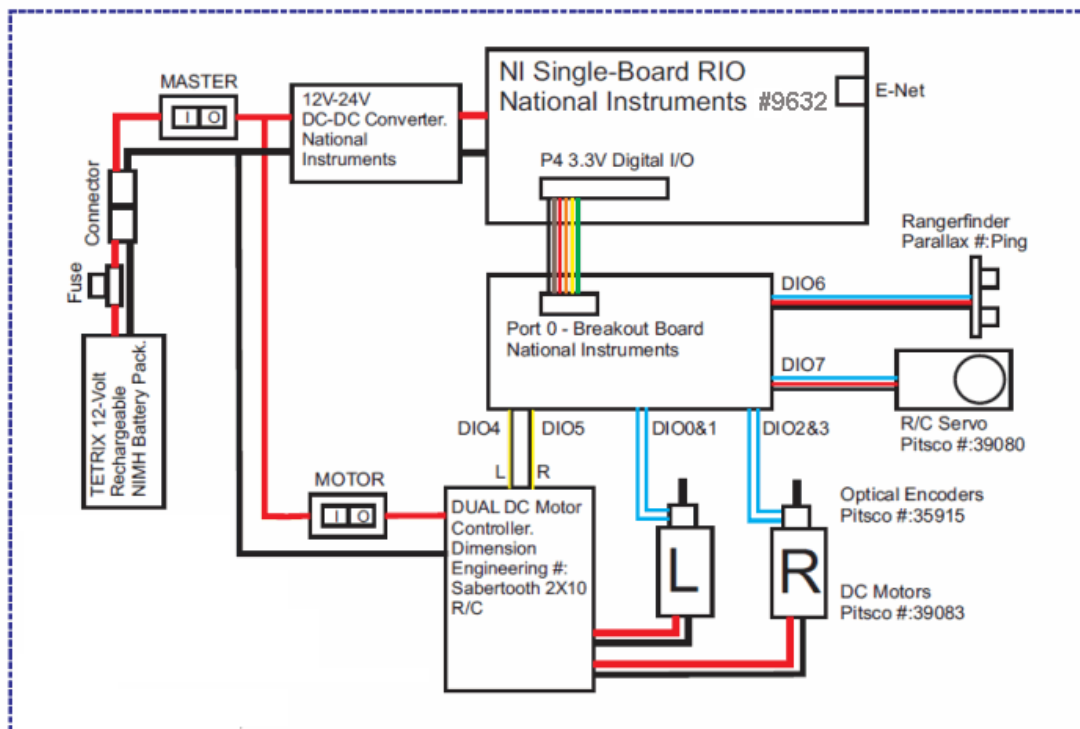 MASTER
I O
12V-24V
DC-DC Converter.
National
Instruments
NI Single-Board RIO
National Instruments #9632
E-Net
P4 3.3V Digital I/O
Connector
Fuse
TETRIX 12-Volt
Rechargeable
NIMH Battery Pack.
Port 0 - Breakout Board
National Instruments
DIO6
Rangerfinder
Parallax #:Ping
DIO7
R/C Servo
Pitsco #:39080
DIO4
DIO5
DIO0&1
DIO2&3
L
R
MOTOR
I O
DUAL DC Motor
Controller.
Dimension
Engineering #:
Sabertooth 2X10
R/C
L
R
Optical Encoders
Pitsco #:35915
DC Motors
Pitsco #:39083